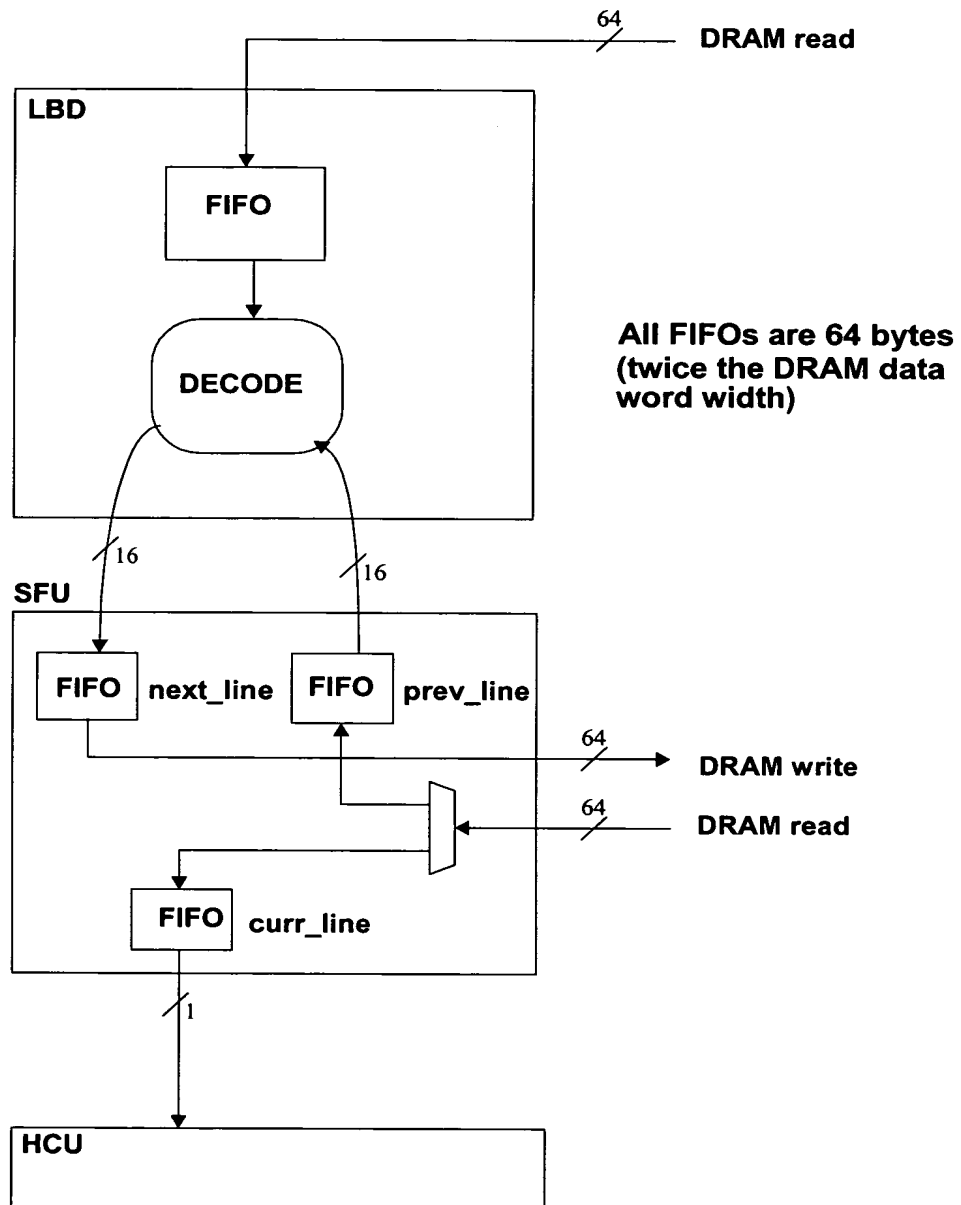 64
DRAM read
LBD
FIFO
DECODE
All FIFOs are 64 bytes
(twice the DRAM data
word width)
16
16
SFU
FIFO
next_line
FIFO
prev_line
64
DRAM write
64
DRAM read
FIFO
curr_line
1
HCU